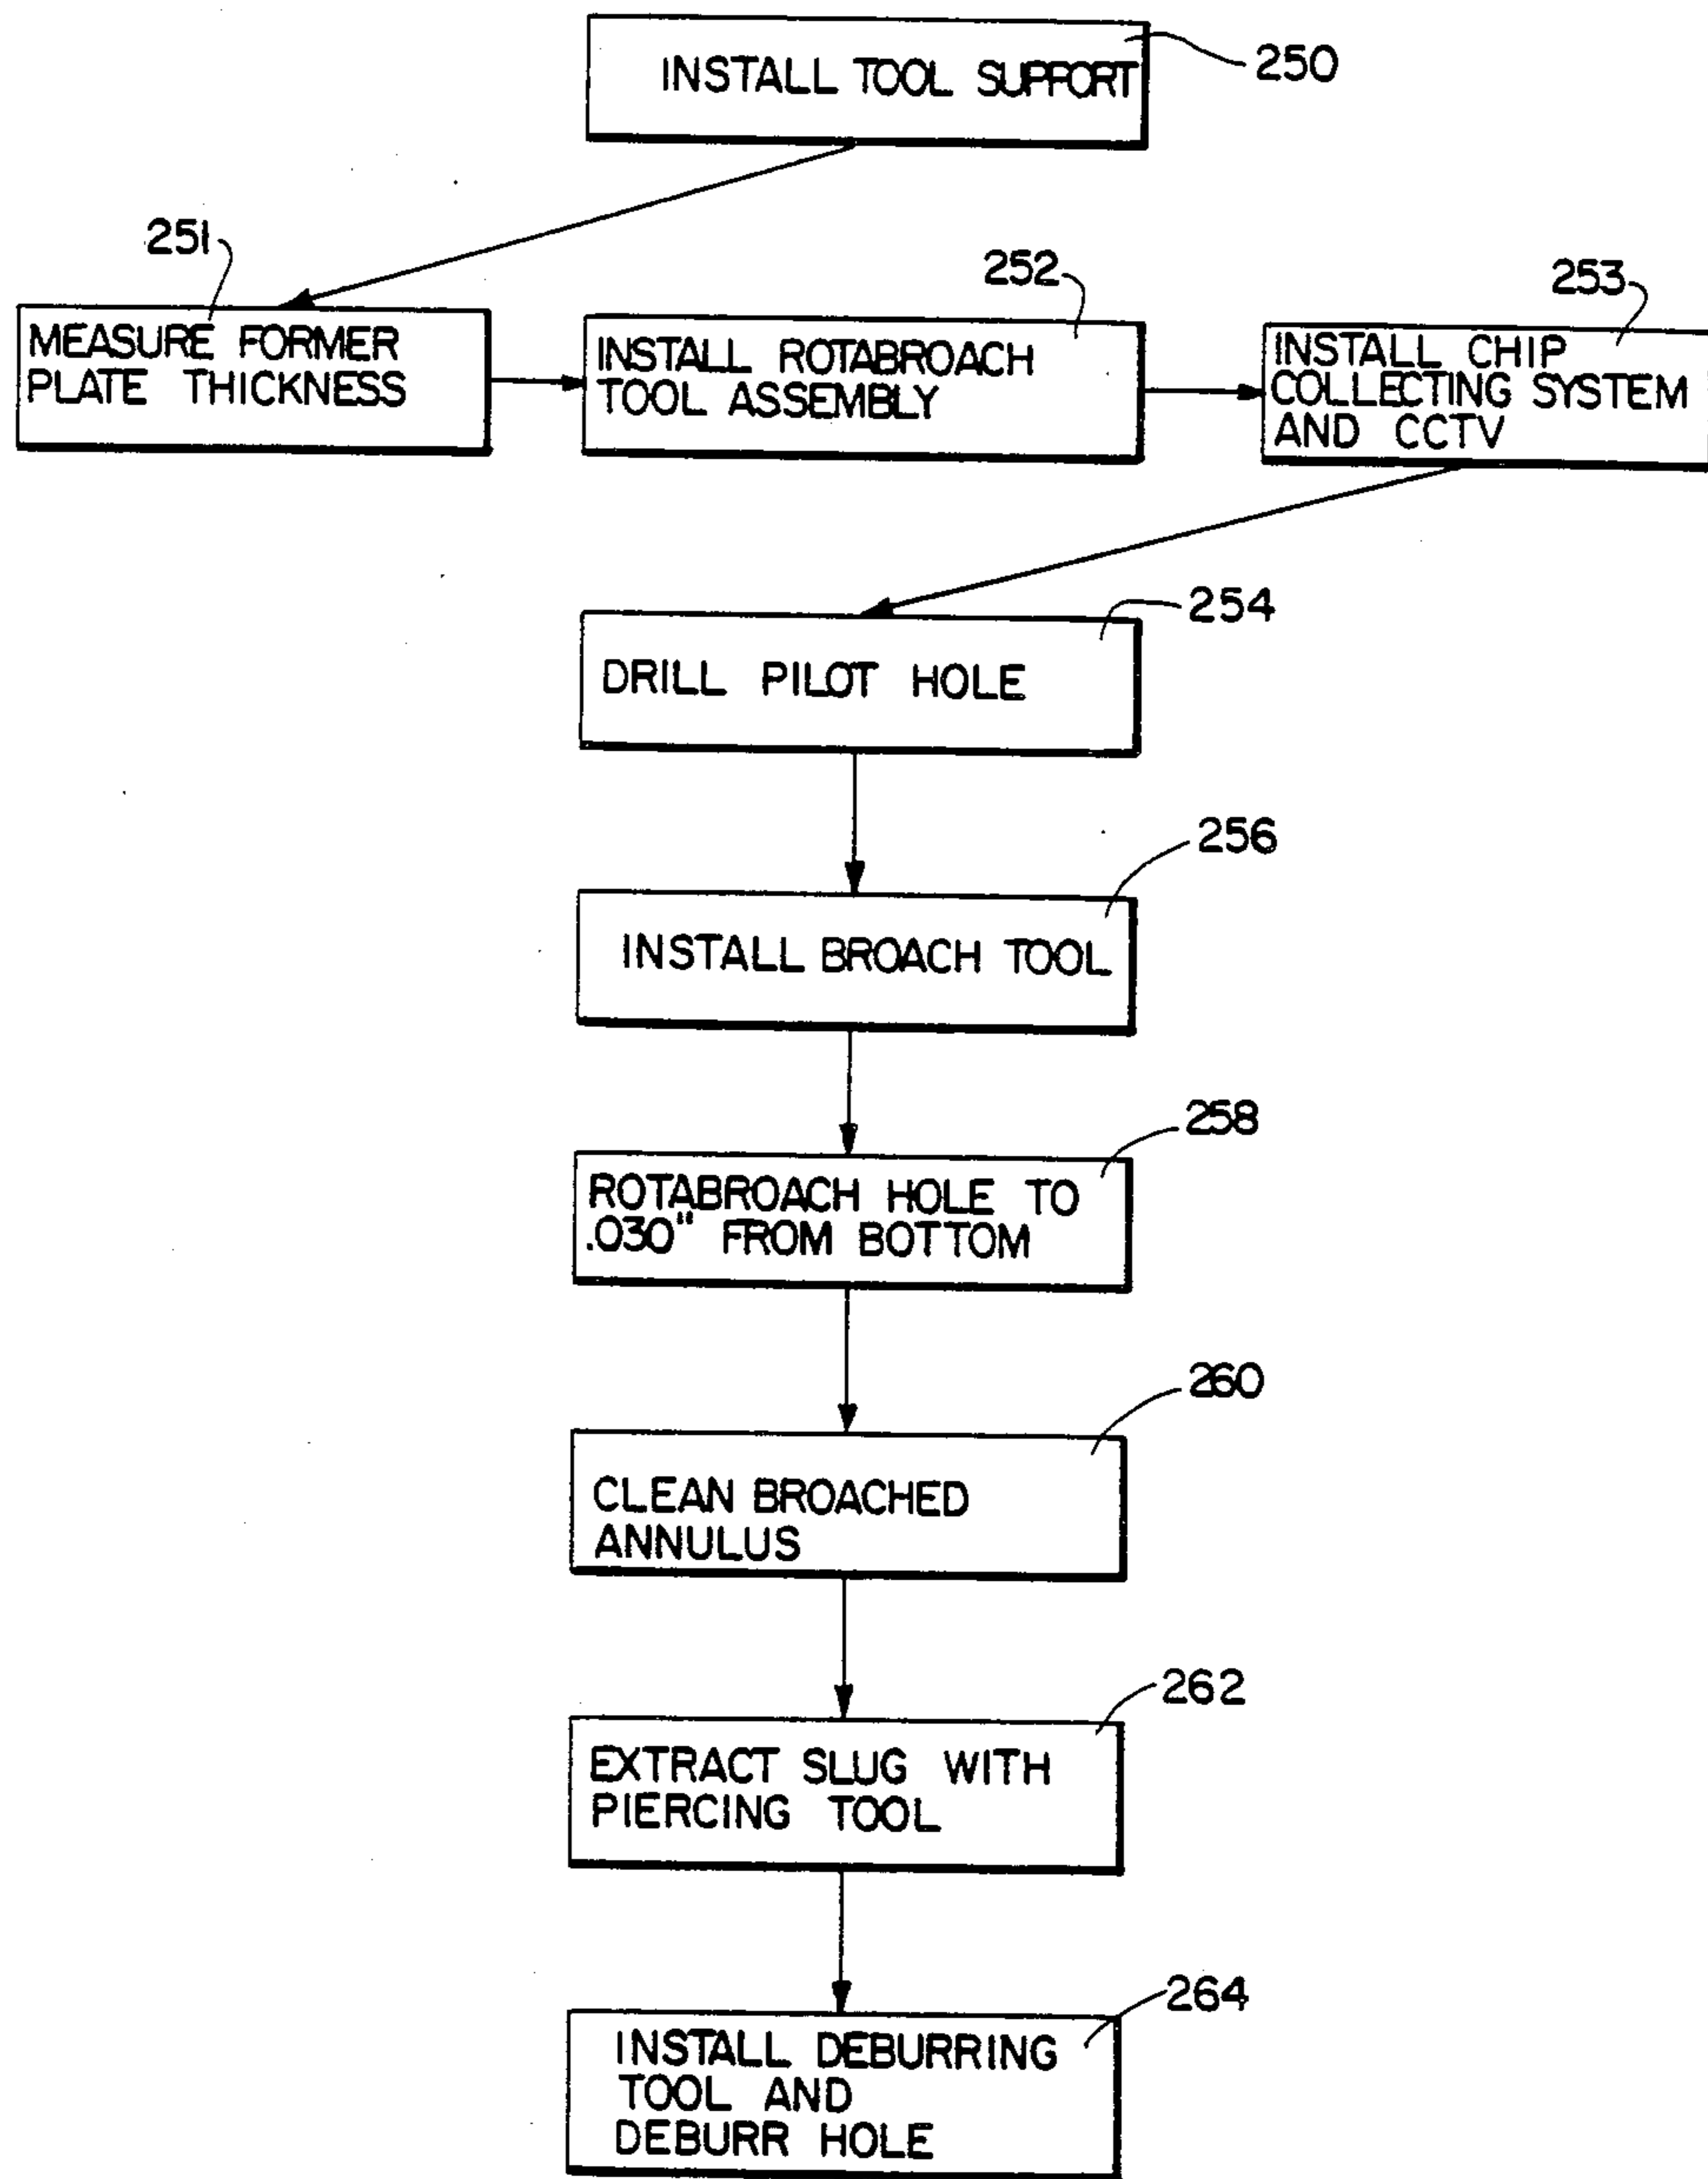 INSTALL TOOL SUPPORT
250
251
MEASURE FORMER
PLATE THICKNESS
252
INSTALL ROTABROACH
TOOL ASSEMBLY
253
INSTALL CHIP
COLLECTING SYSTEM
AND CCTV
254
DRILL PILOT HOLE
256
INSTALL BROACH TOOL
258
ROTABROACH HOLE TO
.030" FROM BOTTOM
260
CLEAN BROACHED
ANNULUS
262
EXTRACT SLUG WITH
PIERCING TOOL
264
INSTALL DEBURRING
TOOL AND
DEBURR HOLE